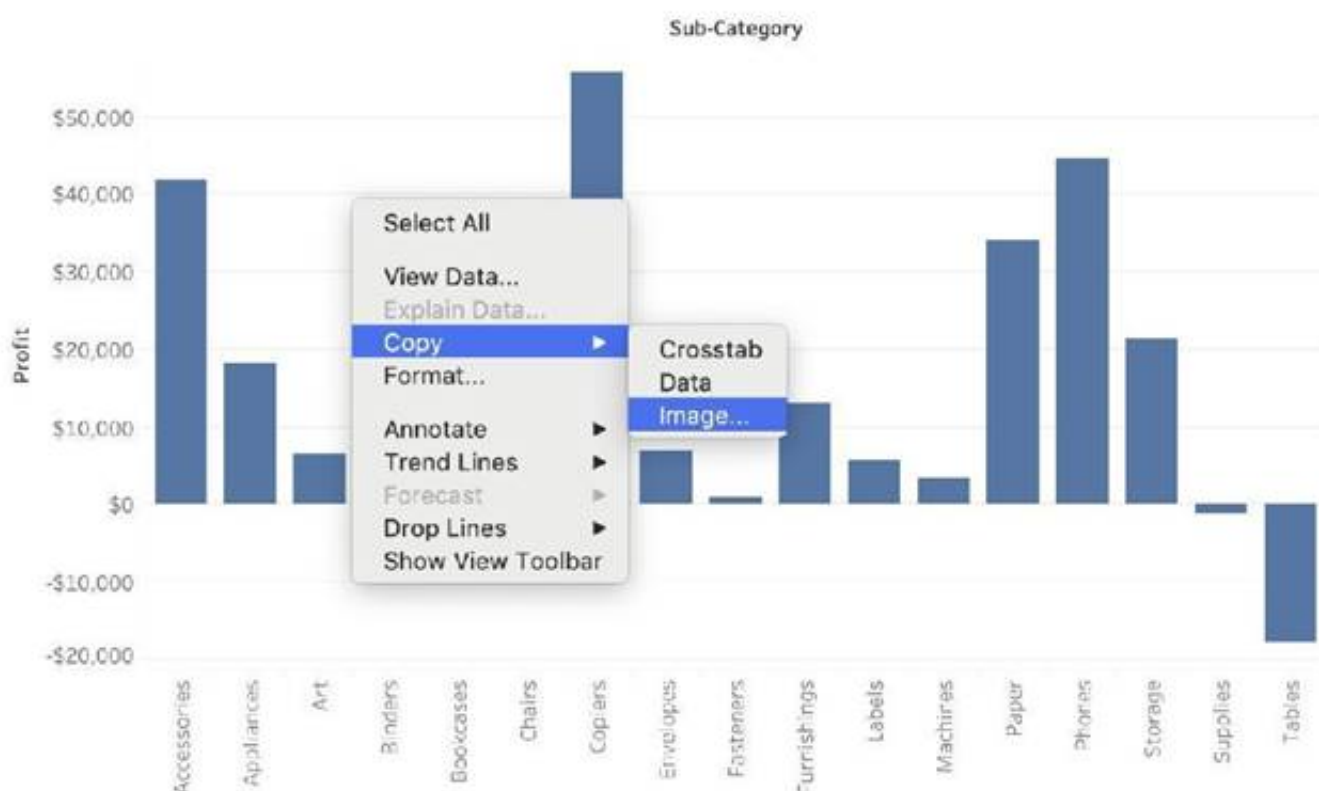 Sub-Category
$50,000
$40,000
$30,000
$20,000
$10,000
$0
-$10,000
-$20,000
Profit
Select All
View Data...
Explain Data...
Copy
Format...
Annotate
Trend Lines
Forecast
Drop Lines
Show View Toolbar
Crosstab
Data
Image...
Accessories
Appliances
Art
Binders
Bookcases
Chairs
Copiers
Envelopes
Fasteners
Furnishings
Labels
Machines
Paper
Phones
Storage
Supplies
Tables